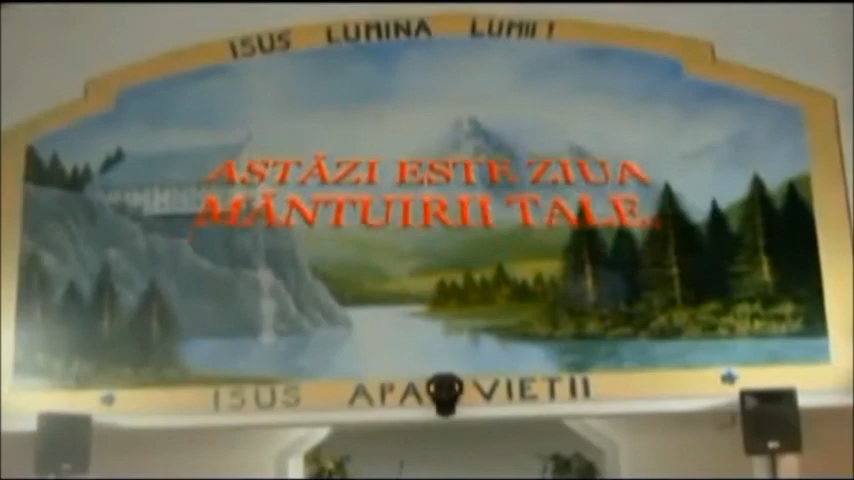 ISUS LUMINA LUMII!
ASTĂZI ESTE ZIUA
MÂNTUIRII TALE..
ISUS APA VIETII